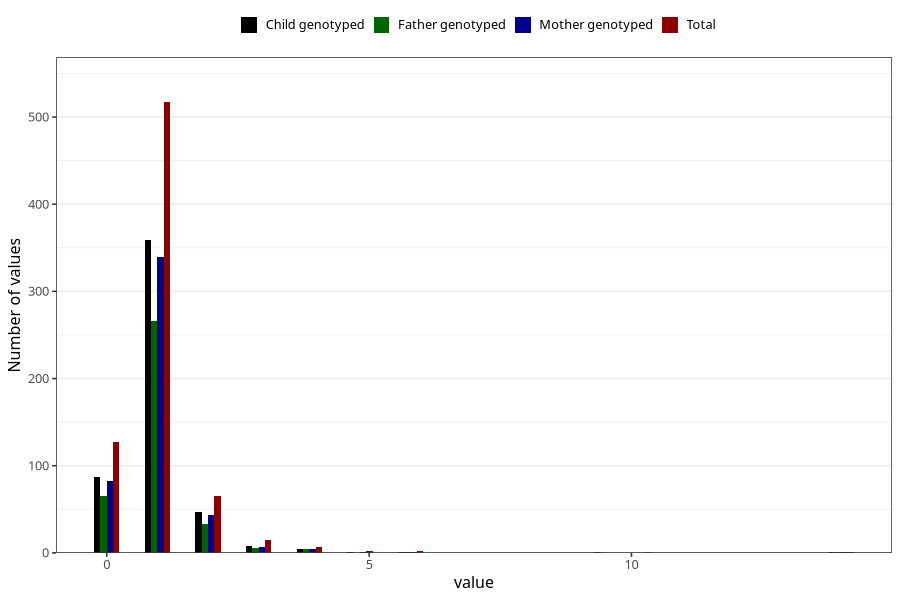 Child genotyped Father genotyped Mother genotyped Total
Number of values
500
400
300
200
100
0
0 5 10
value